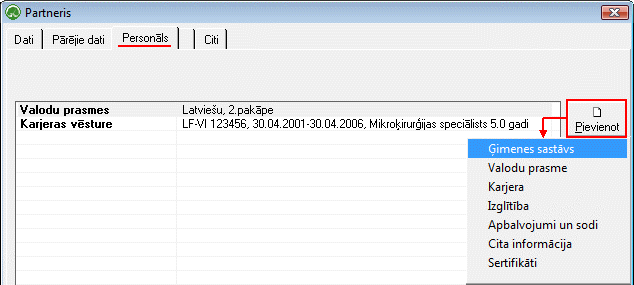 Partneris
Dati Pārējie dati Personāls Citi
Valodu prasmes Latviešu, 2.pakāpe
Karjeras vēsture LF-VI 123456, 30.04.2001-30.04.2006, Mikroķirurģijas speciālists 5.0 gadi
Pievienot
Ģimenes sastāvs
Valodu prasme
Karjera
Izglītība
Apbalvojumi un sodi
Cita informācija
Sertifikāti